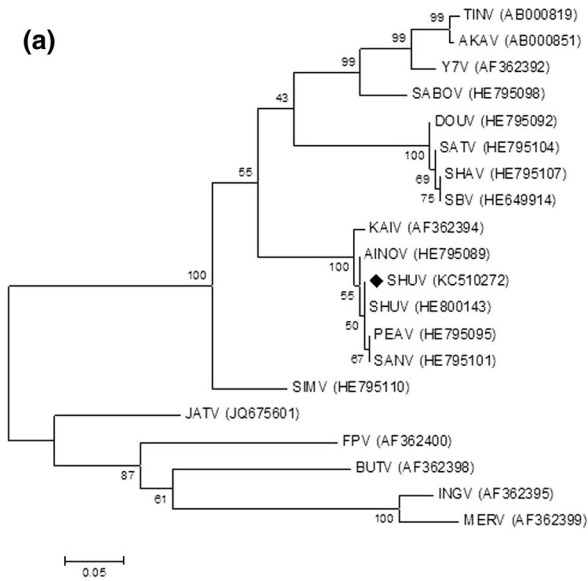 (a)
99
TINV (AB000819)
AKAV (AB000851)
99
Y7V (AF362392)
99
SABOV (HE795098)
43
DOUV (HE795092)
100
SATV (HE795104)
SHAV (HE795107)
69
SBV (HE649914)
75
55
KAIV (AF362394)
AINOV (HE795089)
100
SHUV (KC510272)
55
SHUV (HE800143)
50
PEAV (HE795095)
67
SANV (HE795101)
100
SIMV (HE795110)
JATV (JQ675601)
FPV (AF362400)
87
BUTV (AF362398)
61
INGV (AF362395)
100
MERV (AF362399)
0.05